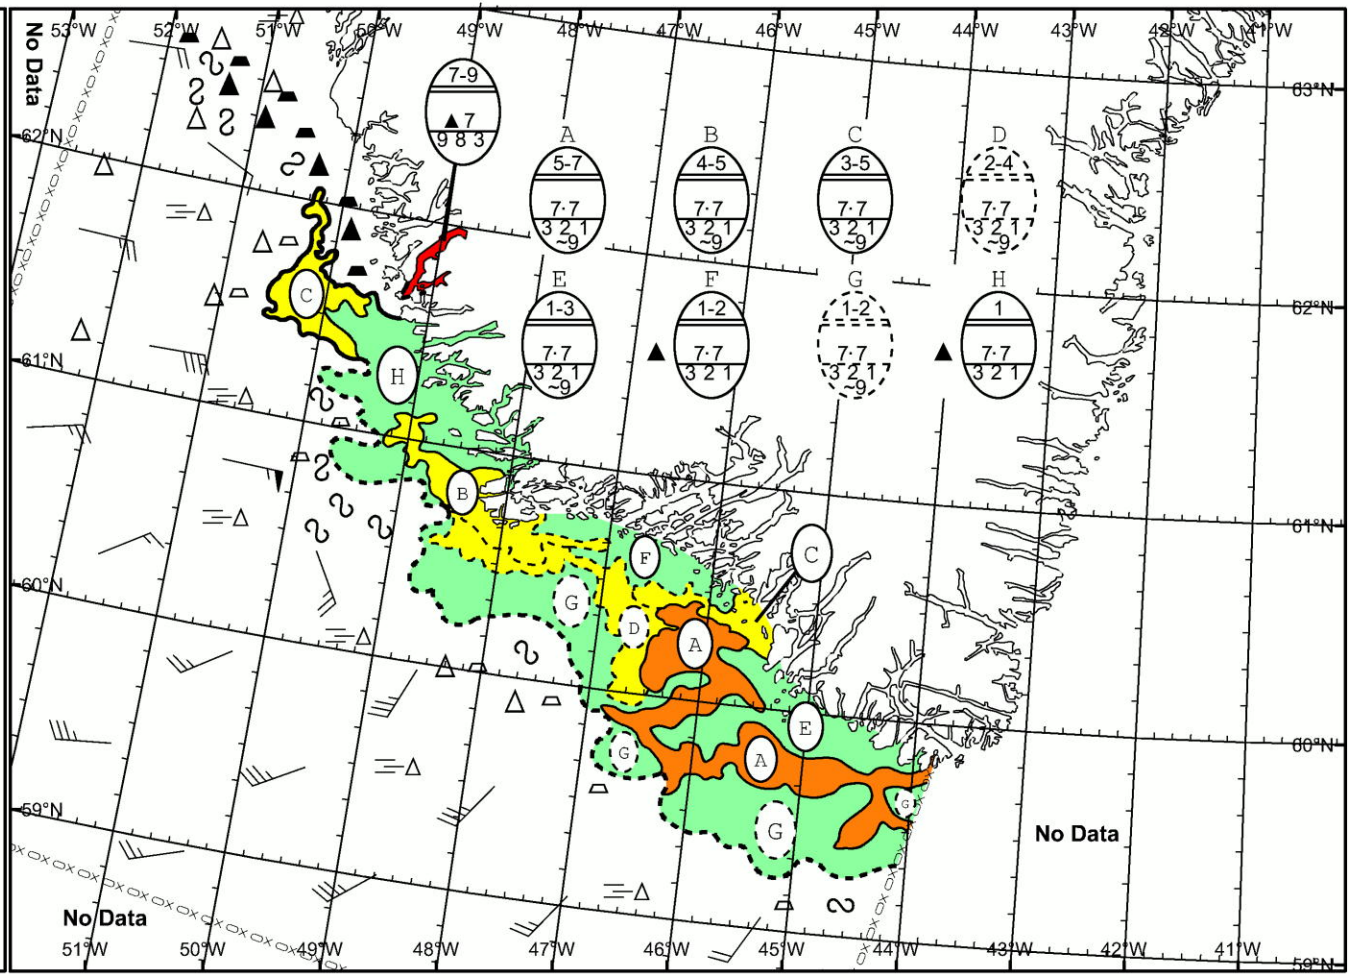 53°W 52°W 51°W 50°W 49°W 48°W 47°W 46°W 45°W 44°W 43°W 42°W 41°W
No Data
63°N
62°N
7-9
▲ 7
9 8 3
A B C D
5-7 4-5 3-5 2-4
7·7 7·7 7·7 7·7
3 2 1 3 2 1 3 2 1 3 2 1
~9 ~9 ~9 ~9
E F G H
1-3 1-2 1-2 1
7·7 7·7 7·7 7·7
3 2 1 3 2 1 3 2 1 3 2 1
~9 ~9
C
62°N
61°N
H
B
61°N
F
C
60°N
G
D
A
E
60°N
G
A
G
G
59°N
No Data
No Data
51°W 50°W 49°W 48°W 47°W 46°W 45°W 44°W 43°W 42°W 41°W
59°N